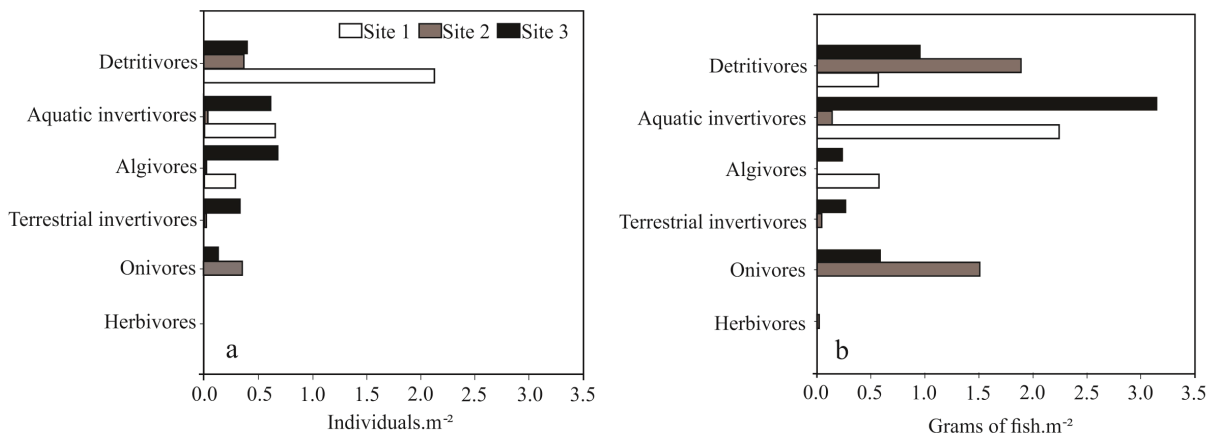 Site 1 Site 2 Site 3
Detritivores
Aquatic invertivores
Algivores
Terrestrial invertivores
Onivores
Herbivores
a
0.0 0.5 1.0 1.5 2.0 2.5 3.0 3.5
Individuals.m⁻²
Detritivores
Aquatic invertivores
Algivores
Terrestrial invertivores
Onivores
Herbivores
b
0.0 0.5 1.0 1.5 2.0 2.5 3.0 3.5
Grams of fish.m⁻²